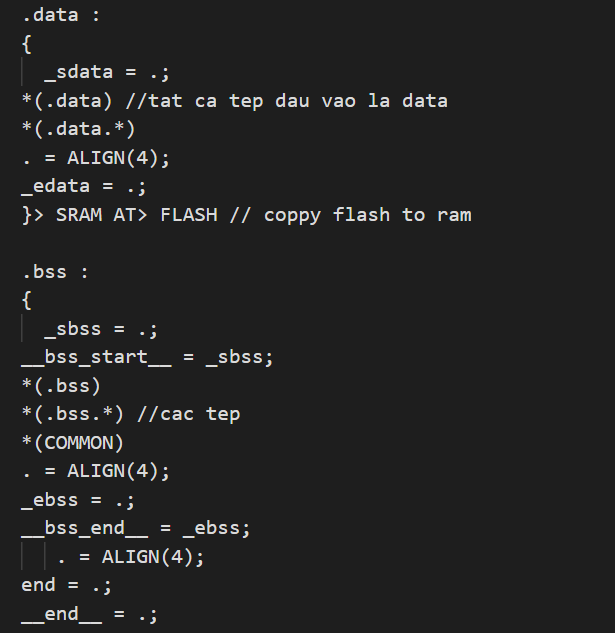 .data :
{
_sdata = .;
*(.data) //tat ca tep dau vao la data
*(.data.*)
. = ALIGN(4);
_edata = .;
}> SRAM AT> FLASH // coppy flash to ram
.bss :
{
_sbss = .;
__bss_start__ = _sbss;
*(.bss)
*(.bss.*) //cac tep
*(COMMON)
. = ALIGN(4);
_ebss = .;
__bss_end__ = _ebss;
. = ALIGN(4);
end = .;
__end__ = .;